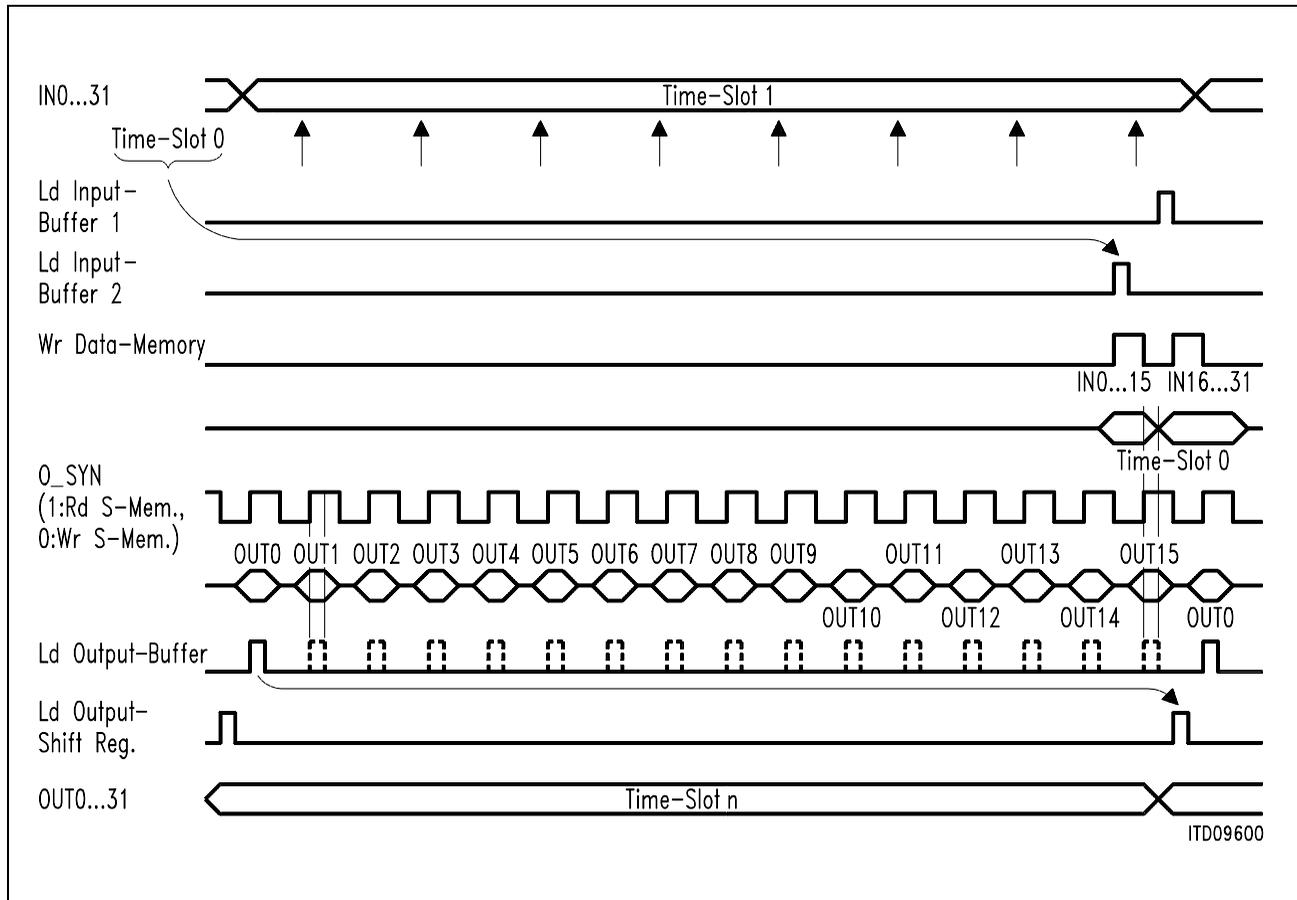 IN0...31
Time-Slot 1
Time-Slot 0
Ld Input-
Buffer 1
Ld Input-
Buffer 2
Wr Data-Memory
IN0...15 IN16...31
Time-Slot 0
O_SYN
(1:Rd S-Mem.,
0:Wr S-Mem.)
OUT0 OUT1 OUT2 OUT3 OUT4 OUT5 OUT6 OUT7 OUT8 OUT9 OUT11 OUT13 OUT15
OUT10 OUT12 OUT14 OUT0
Ld Output-Buffer
Ld Output-
Shift Reg.
OUT0...31
Time-Slot n
ITD09600